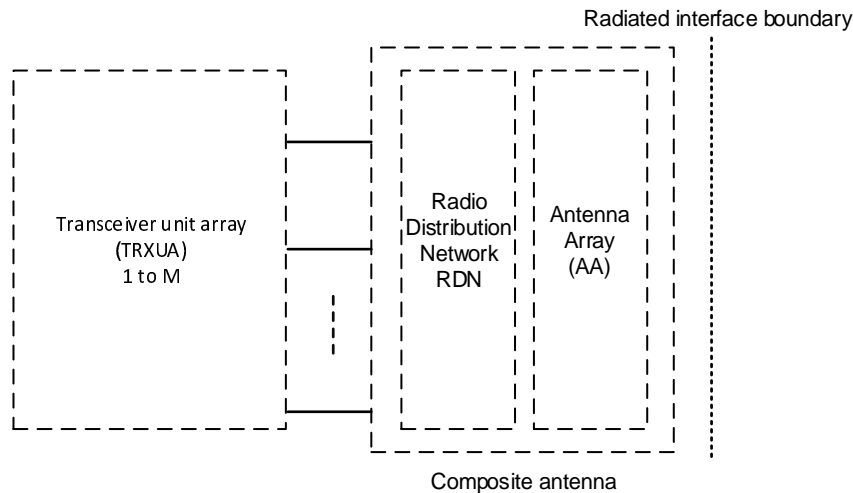 Radiated interface boundary
Transceiver unit array
(TRXUA)
1 to M
Radio
Distribution
Network
RDN
Antenna
Array
(AA)
Composite antenna